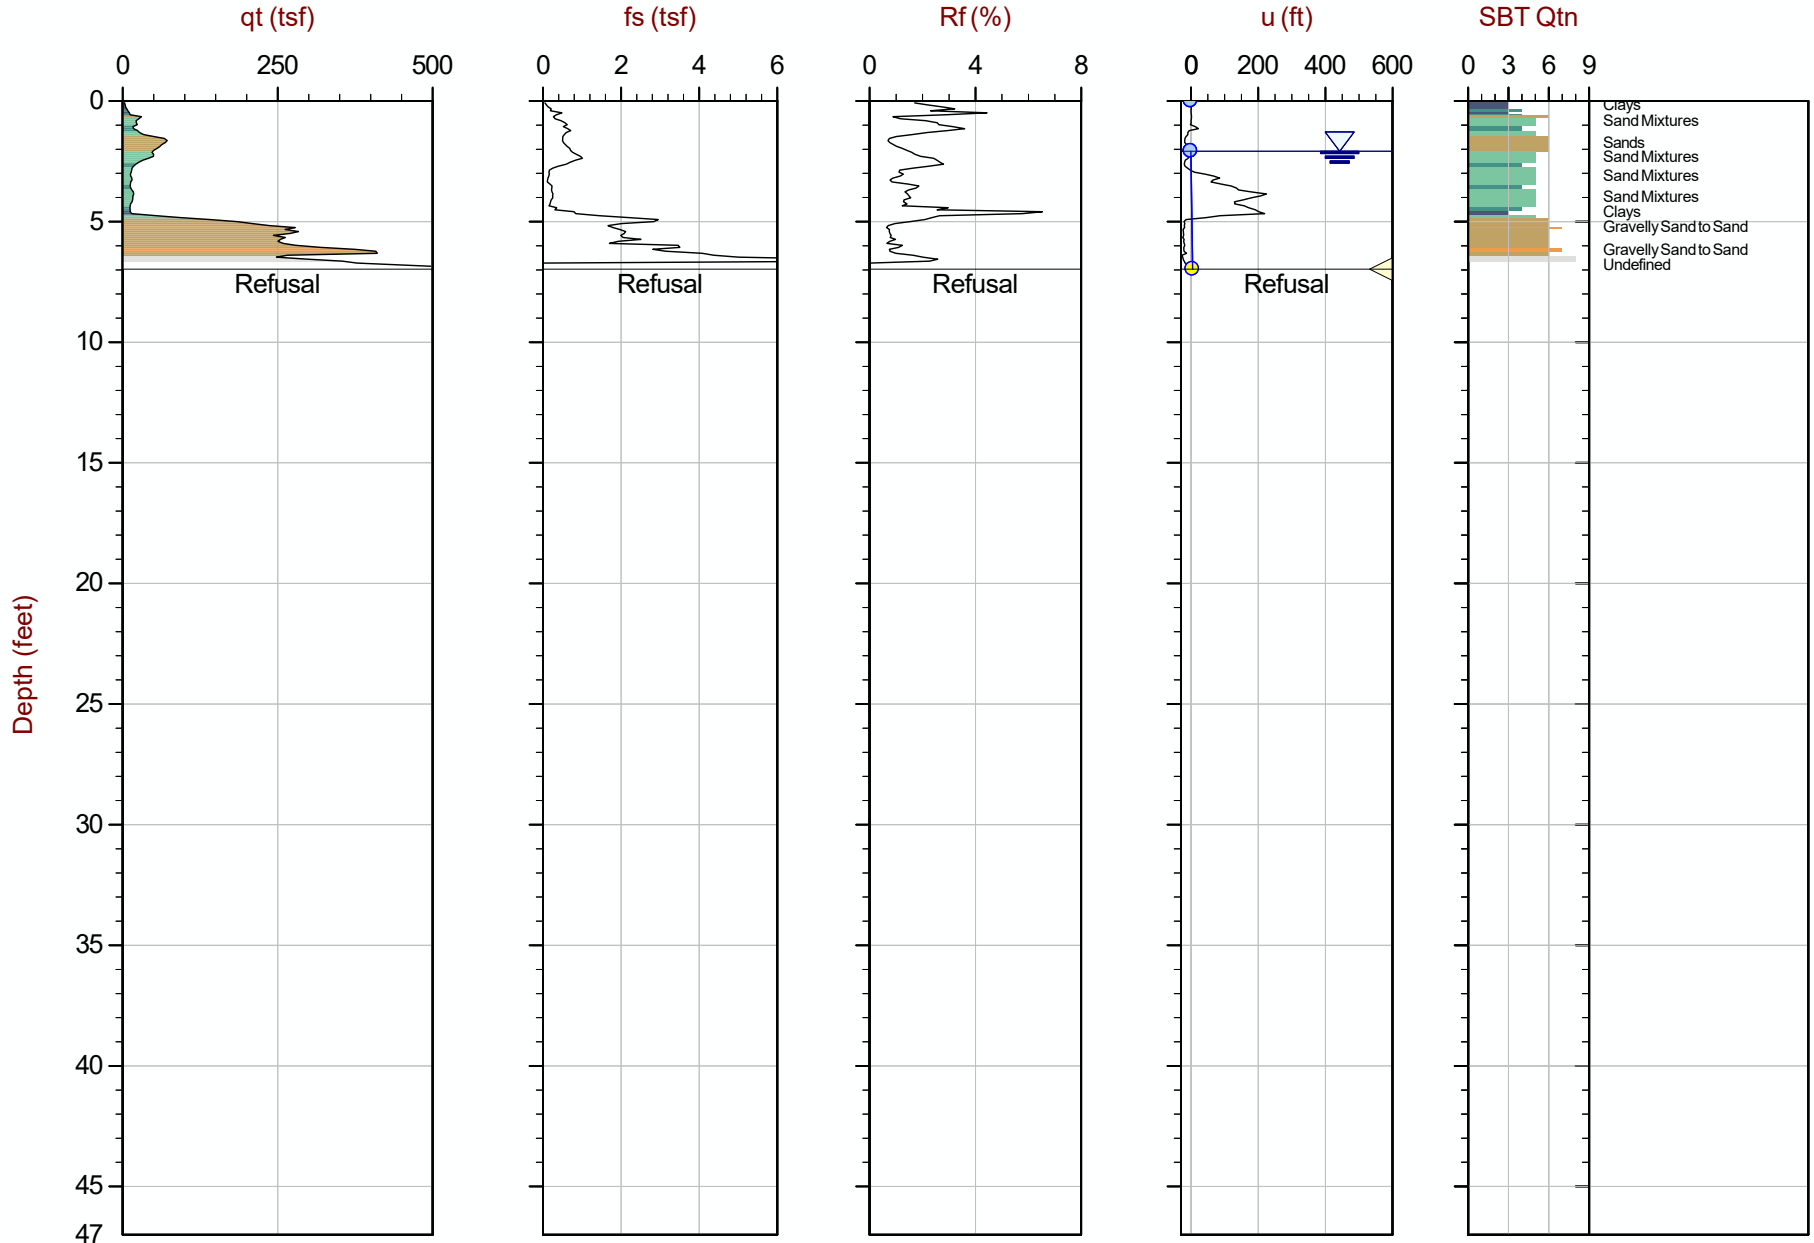 qt (tsf) fs (tsf) Rf (%) u (ft) SBT Qtn
0 250 500 0 2 4 6 0 4 8 0 200 400 600 0 3 6 9
0
Clays
Sand Mixtures
Sands
Sand Mixtures
Sand Mixtures
Sand Mixtures
Clays
5
Gravelly Sand to Sand
Gravelly Sand to Sand
Undefined
Refusal Refusal Refusal Refusal
10
15
20
Depth (feet)
25
30
35
40
45
47